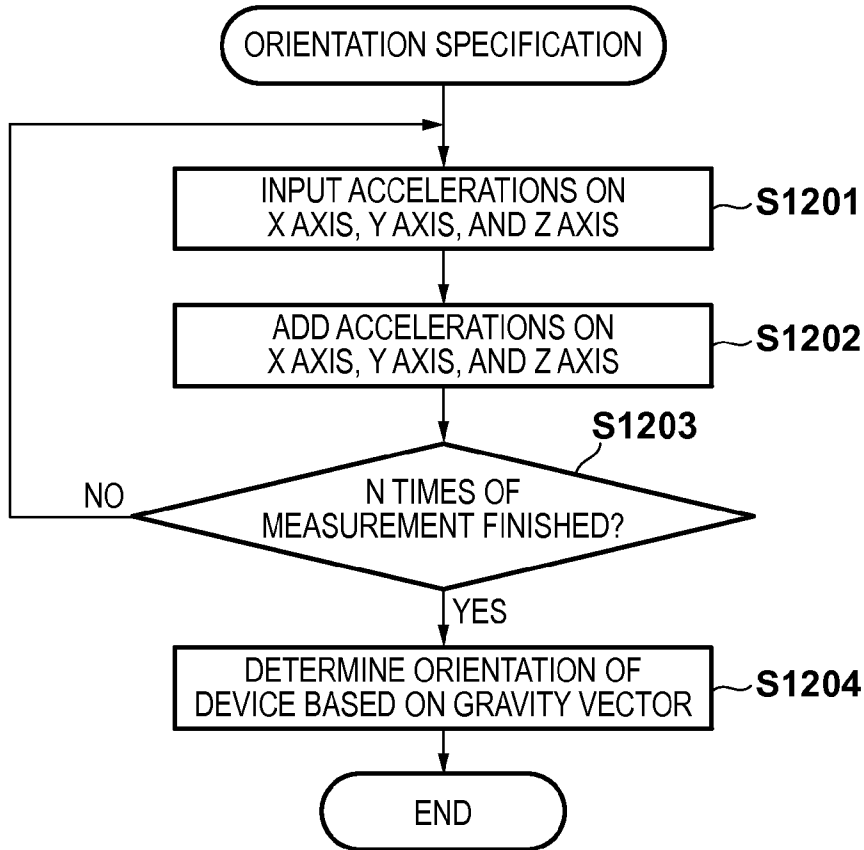 ORIENTATION SPECIFICATION
INPUT ACCELERATIONS ON
X AXIS, Y AXIS, AND Z AXIS
S1201
ADD ACCELERATIONS ON
X AXIS, Y AXIS, AND Z AXIS
S1202
S1203
N TIMES OF
MEASUREMENT FINISHED?
NO
YES
DETERMINE ORIENTATION OF
DEVICE BASED ON GRAVITY VECTOR
S1204
END